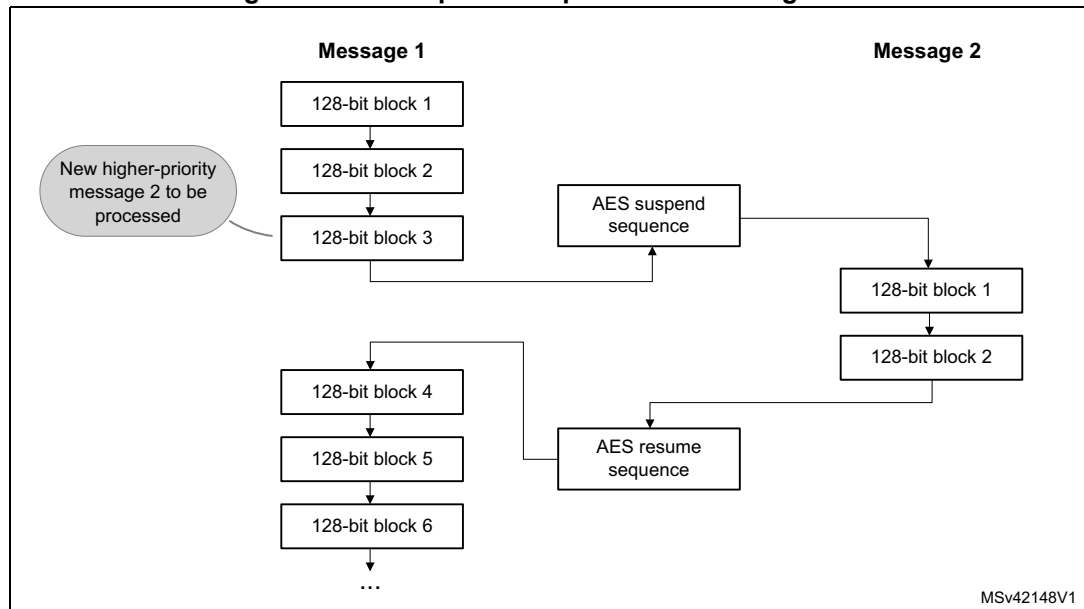 Message 1
Message 2
128-bit block 1
New higher-priority
message 2 to be
processed
128-bit block 2
128-bit block 3
AES suspend
sequence
128-bit block 1
128-bit block 2
128-bit block 4
AES resume
sequence
128-bit block 5
128-bit block 6
...
MSv42148V1